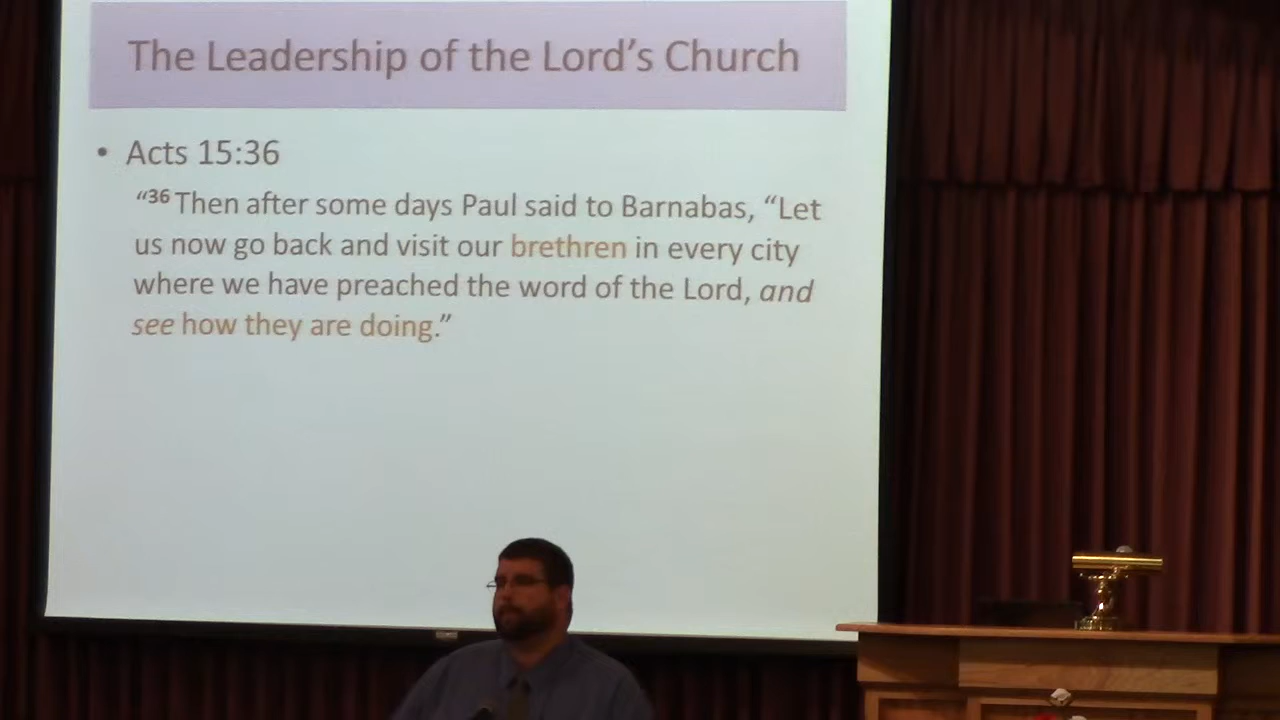 The Leadership of the Lord’s Church
• Acts 15:36
“36 Then after some days Paul said to Barnabas, “Let
us now go back and visit our brethren in every city
where we have preached the word of the Lord, and
see how they are doing.”